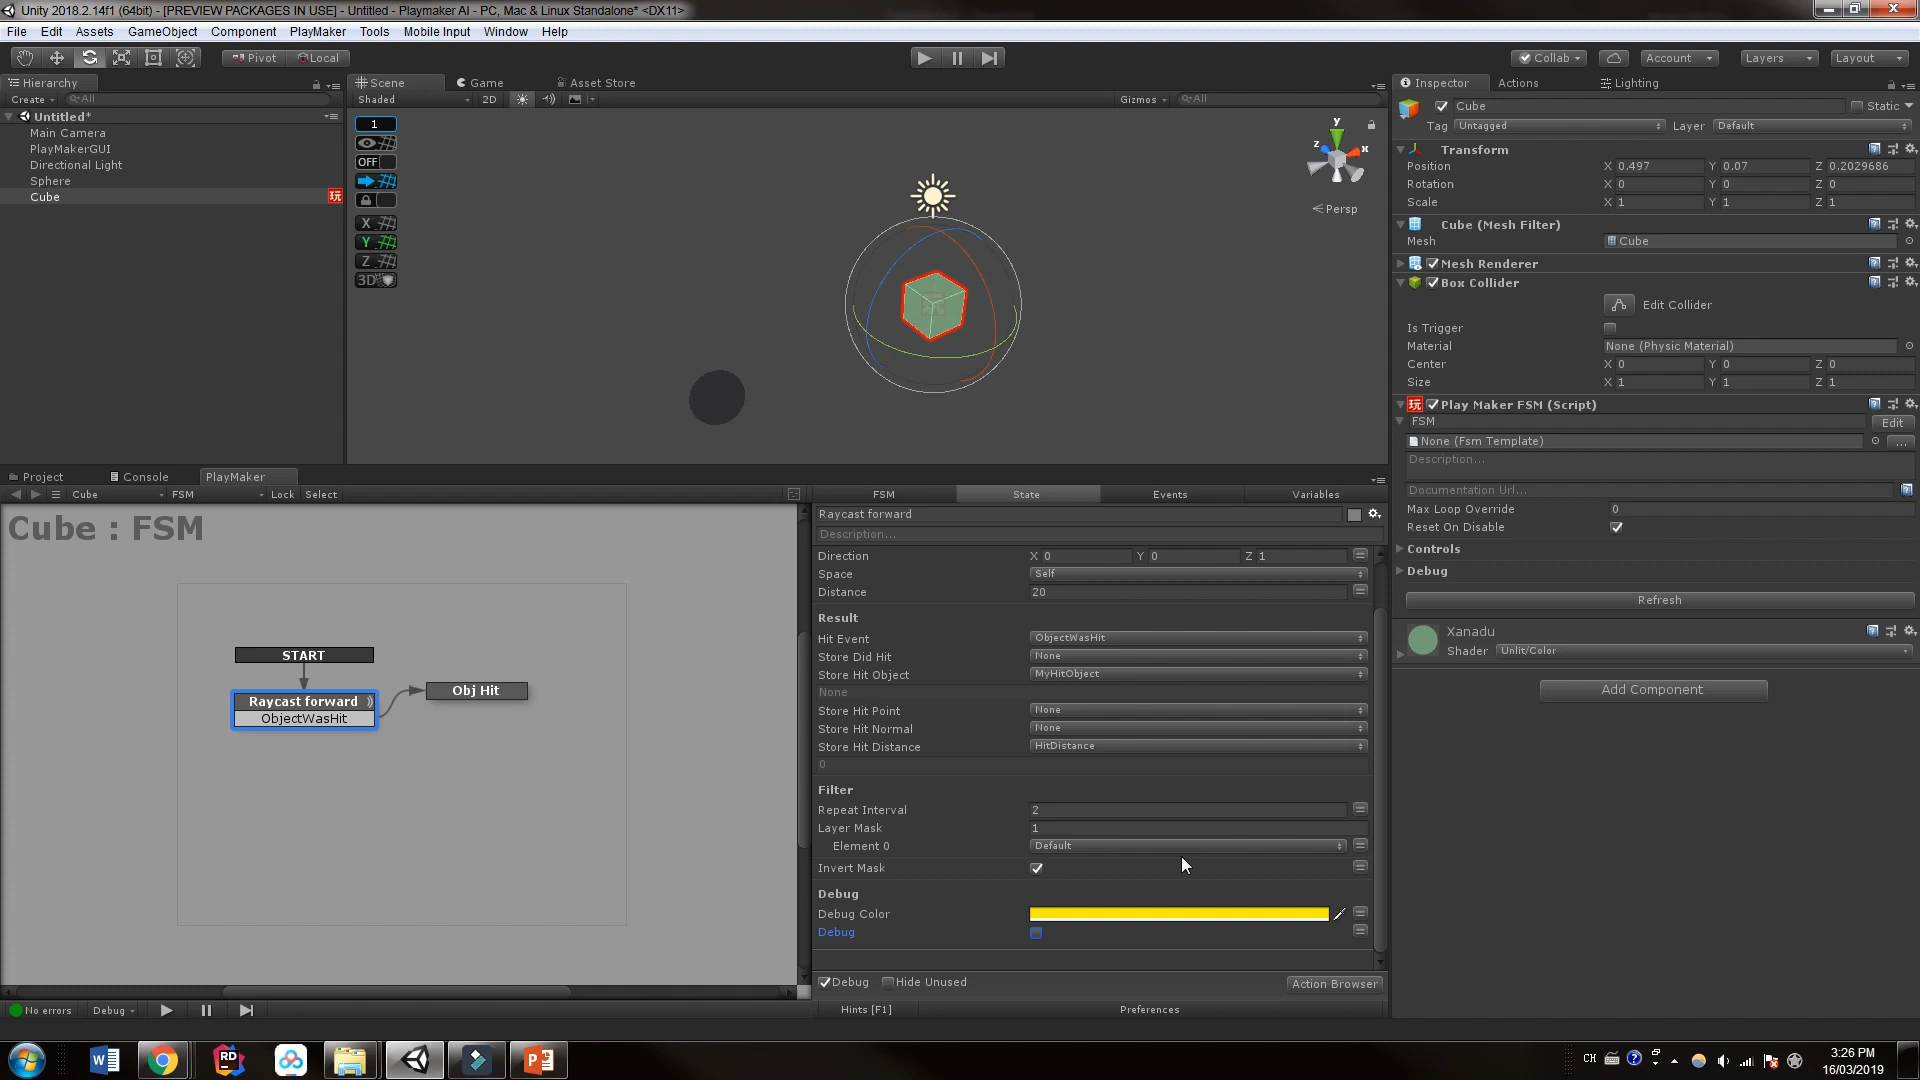 Unity 2018.2.14f1 (64bit) - [PREVIEW PACKAGES IN USE] - Untitled - Playmaker AI - PC, Mac & Linux Standalone* <DX11>
File Edit Assets GameObject Component PlayMaker Tools Mobile Input Window Help
Pivot Local Collab Account Layers Layout
Hierarchy
Create All
Untitled*
Main Camera
PlayMakerGUI
Directional Light
Sphere
Cube 玩
Scene Game Asset Store
Shaded 2D Gizmos All
1
OFF
X
Y
Z
3D
y
z x
Persp
Inspector Actions Lighting
Cube Static
Tag Untagged Layer Default
Transform
Position X 0.497 Y 0.07 Z 0.2029686
Rotation X 0 Y 0 Z 0
Scale X 1 Y 1 Z 1
Cube (Mesh Filter)
Mesh Cube
Mesh Renderer
Box Collider
Edit Collider
Is Trigger
Material None (Physic Material)
Center X 0 Y 0 Z 0
Size X 1 Y 1 Z 1
玩 Play Maker FSM (Script)
FSM Edit
None (Fsm Template) ...
Description...
Documentation Url...
Max Loop Override 0
Reset On Disable
Controls
Debug
Refresh
Xanadu
Shader Unlit/Color
Add Component
Project Console PlayMaker
Cube FSM Lock Select
Cube : FSM
START
Raycast forward
ObjectWasHit
Obj Hit
FSM State Events Variables
Raycast forward
Description...
Direction X 0 Y 0 Z 1
Space Self
Distance 20
Result
Hit Event ObjectWasHit
Store Did Hit None
Store Hit Object MyHitObject
None
Store Hit Point None
Store Hit Normal None
Store Hit Distance HitDistance
0
Filter
Repeat Interval 2
Layer Mask 1
Element 0 Default
Invert Mask
Debug
Debug Color
Debug
Debug Hide Unused Action Browser
Hints [F1] Preferences
No errors Debug
CH 3:26 PM
16/03/2019